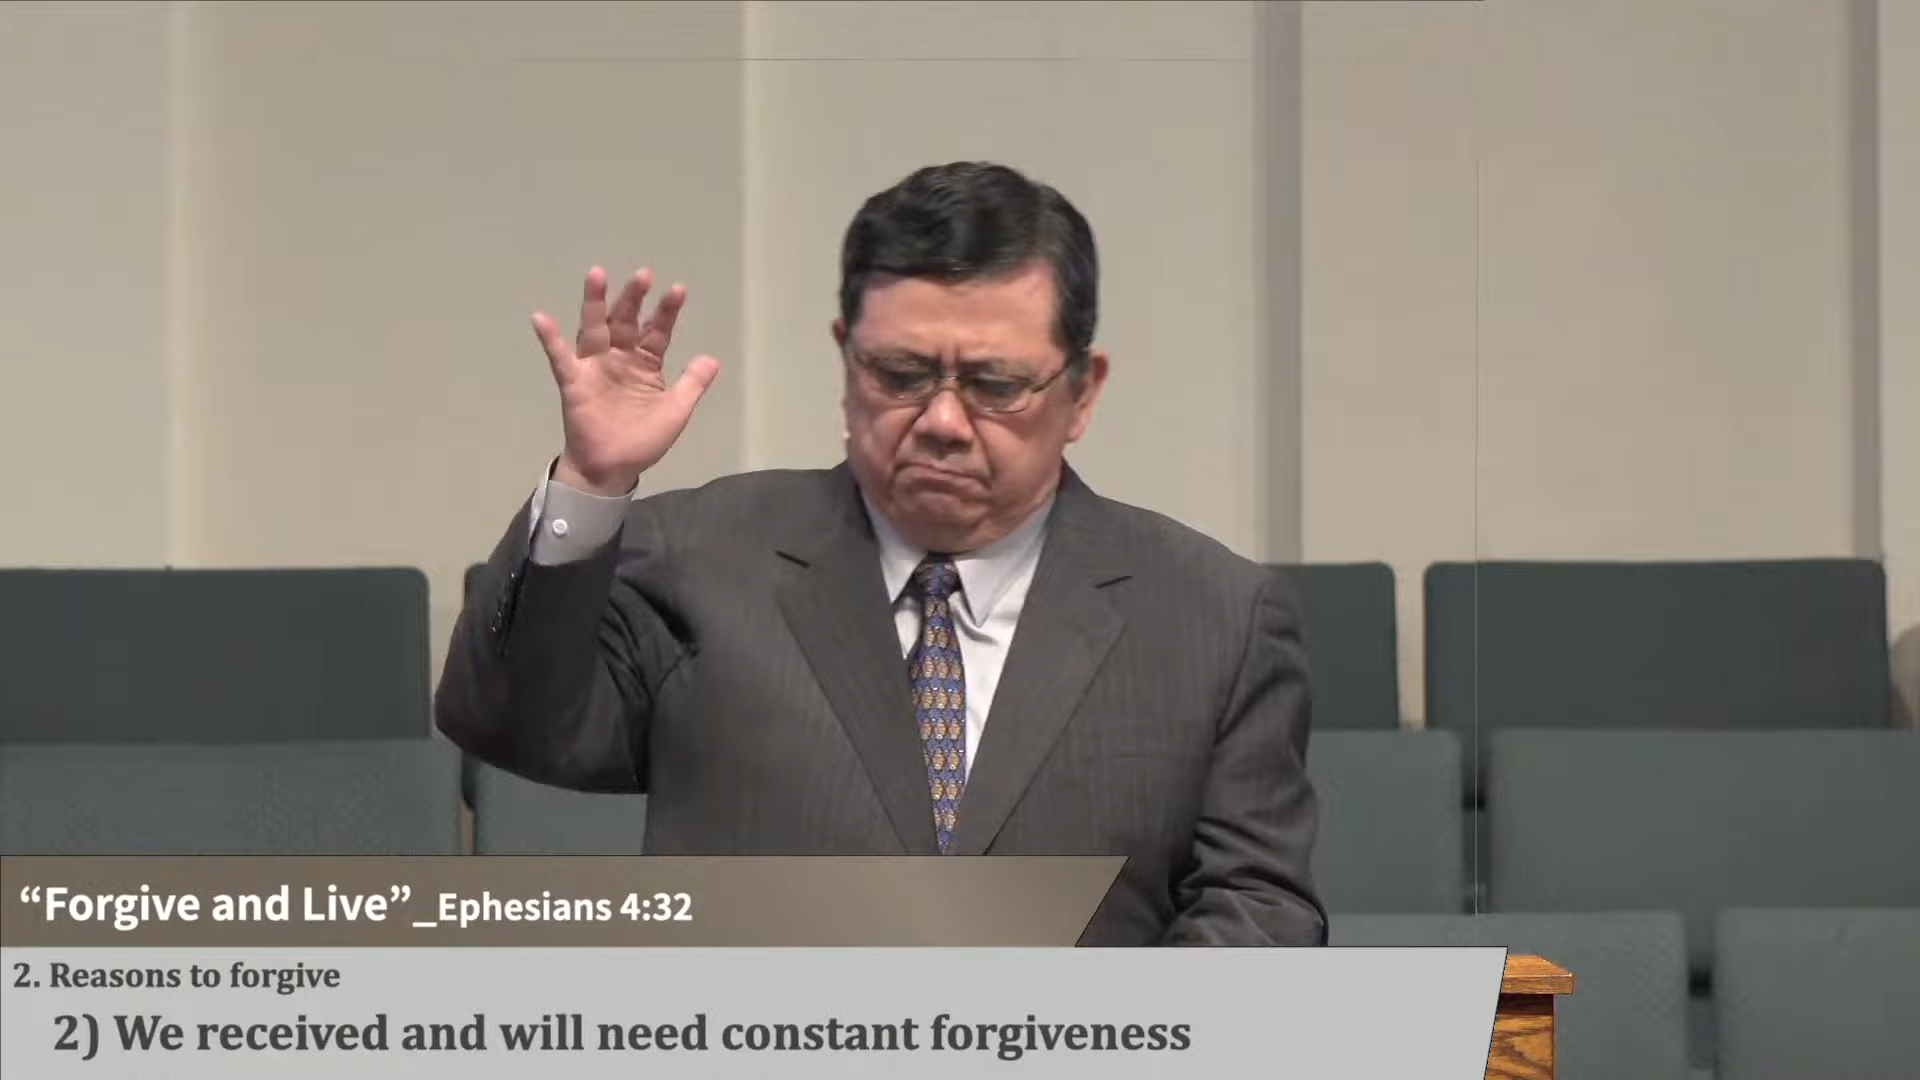 “Forgive and Live”_Ephesians 4:32
2. Reasons to forgive
2) We received and will need constant forgiveness